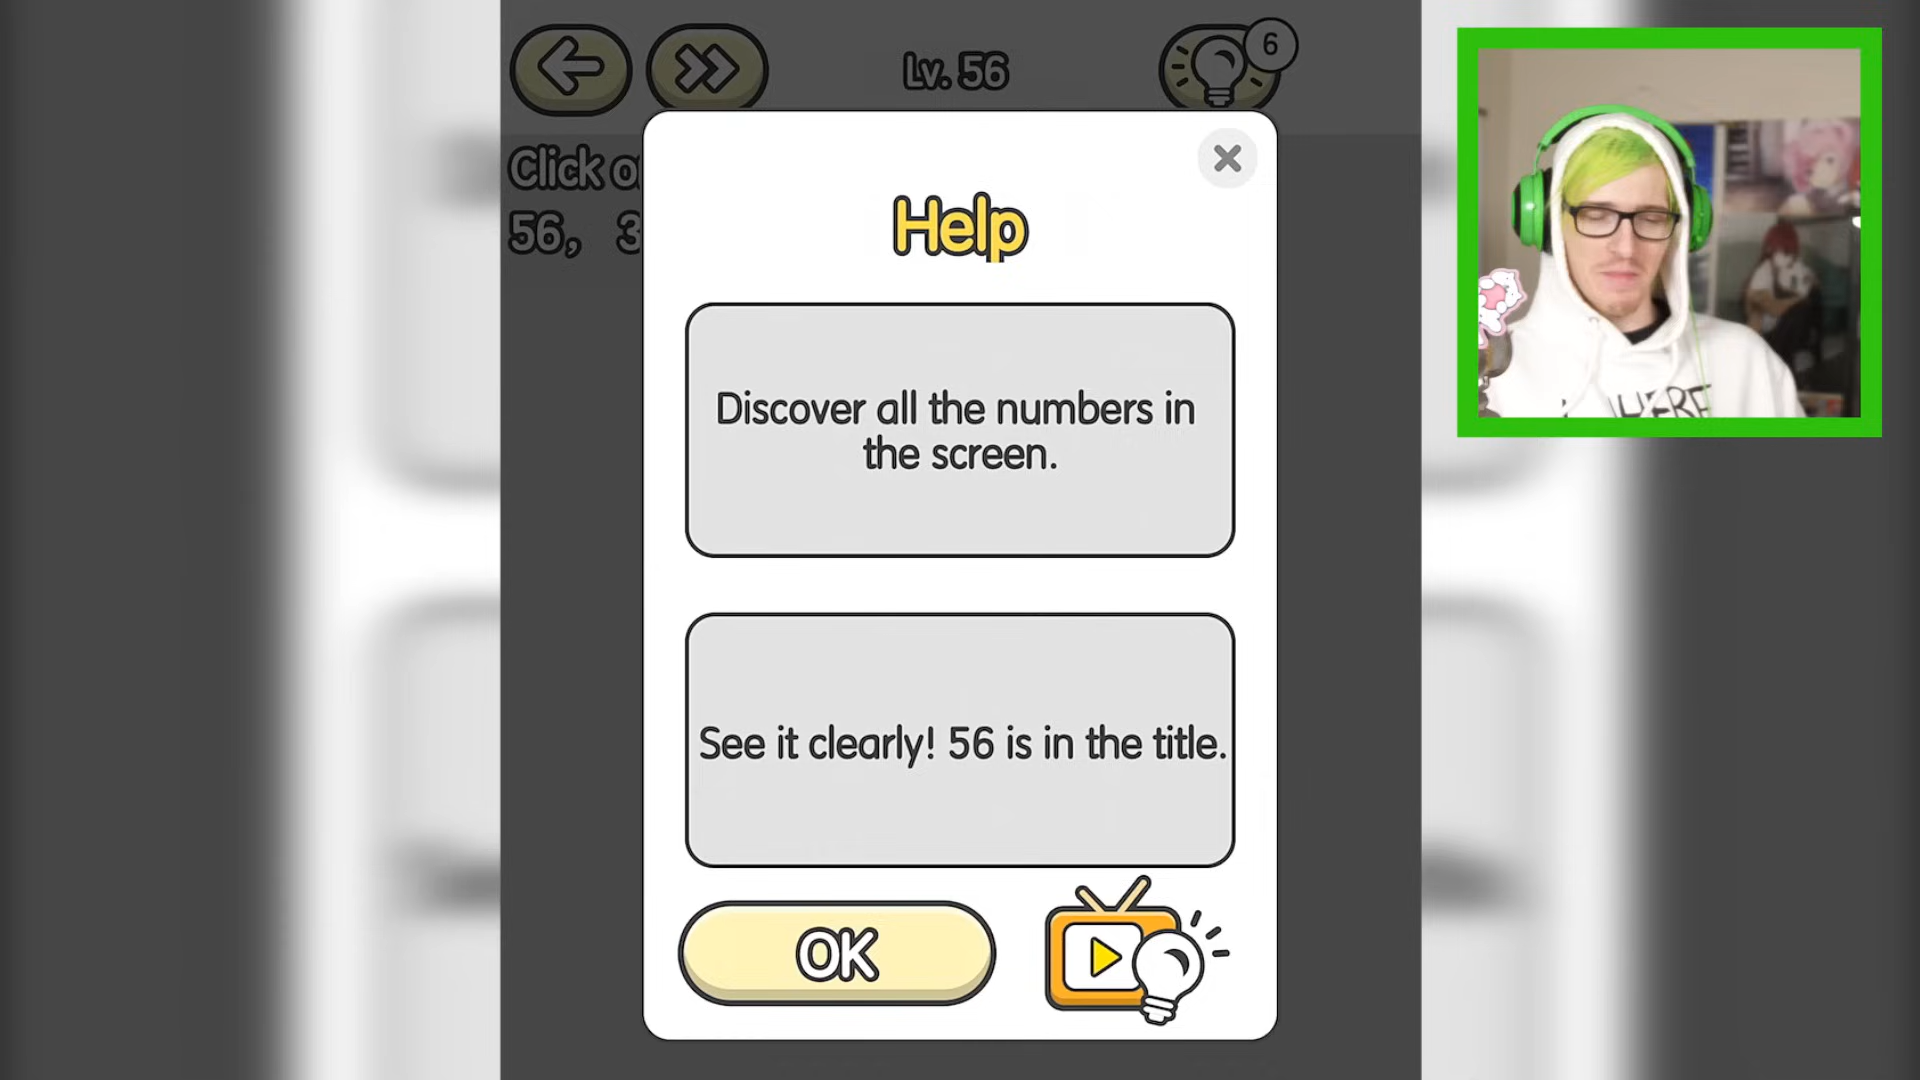 Lv. 56
6
Click o
56, 3
Help
Discover all the numbers in
the screen.
See it clearly! 56 is in the title.
OK